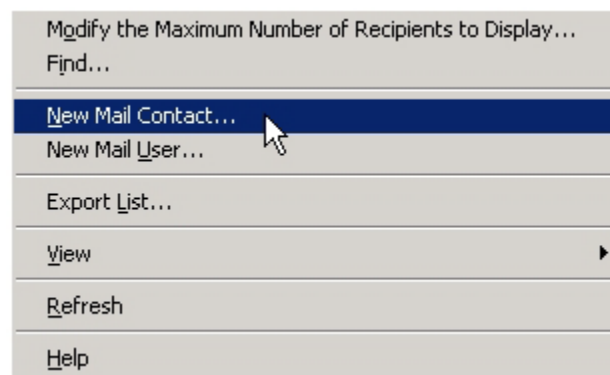 Modify the Maximum Number of Recipients to Display...
Find...
New Mail Contact...
New Mail User...
Export List...
View
Refresh
Help